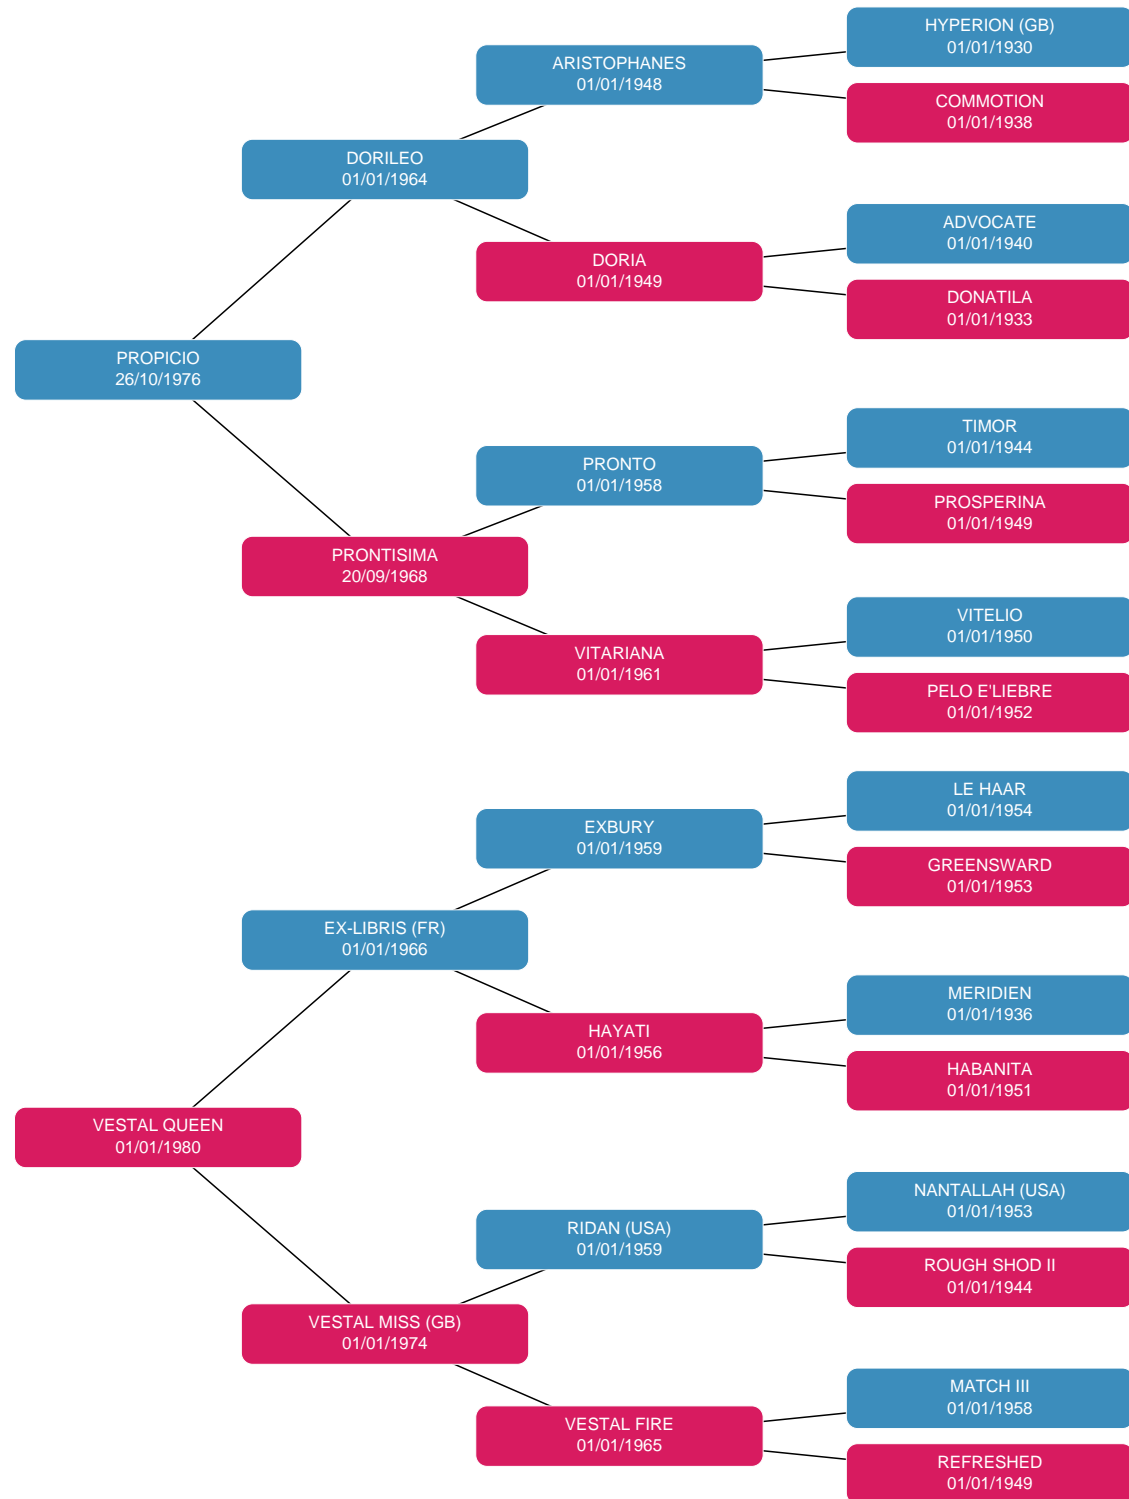 HYPERION (GB)
01/01/1930
ARISTOPHANES
01/01/1948
COMMOTION
01/01/1938
DORILEO
01/01/1964
ADVOCATE
01/01/1940
DORIA
01/01/1949
DONATILA
01/01/1933
PROPICIO
26/10/1976
TIMOR
01/01/1944
PRONTO
01/01/1958
PROSPERINA
01/01/1949
PRONTISIMA
20/09/1968
VITELIO
01/01/1950
VITARIANA
01/01/1961
PELO E'LIEBRE
01/01/1952
LE HAAR
01/01/1954
EXBURY
01/01/1959
GREENSWARD
01/01/1953
EX-LIBRIS (FR)
01/01/1966
MERIDIEN
01/01/1936
HAYATI
01/01/1956
HABANITA
01/01/1951
VESTAL QUEEN
01/01/1980
NANTALLAH (USA)
01/01/1953
RIDAN (USA)
01/01/1959
ROUGH SHOD II
01/01/1944
VESTAL MISS (GB)
01/01/1974
MATCH III
01/01/1958
VESTAL FIRE
01/01/1965
REFRESHED
01/01/1949